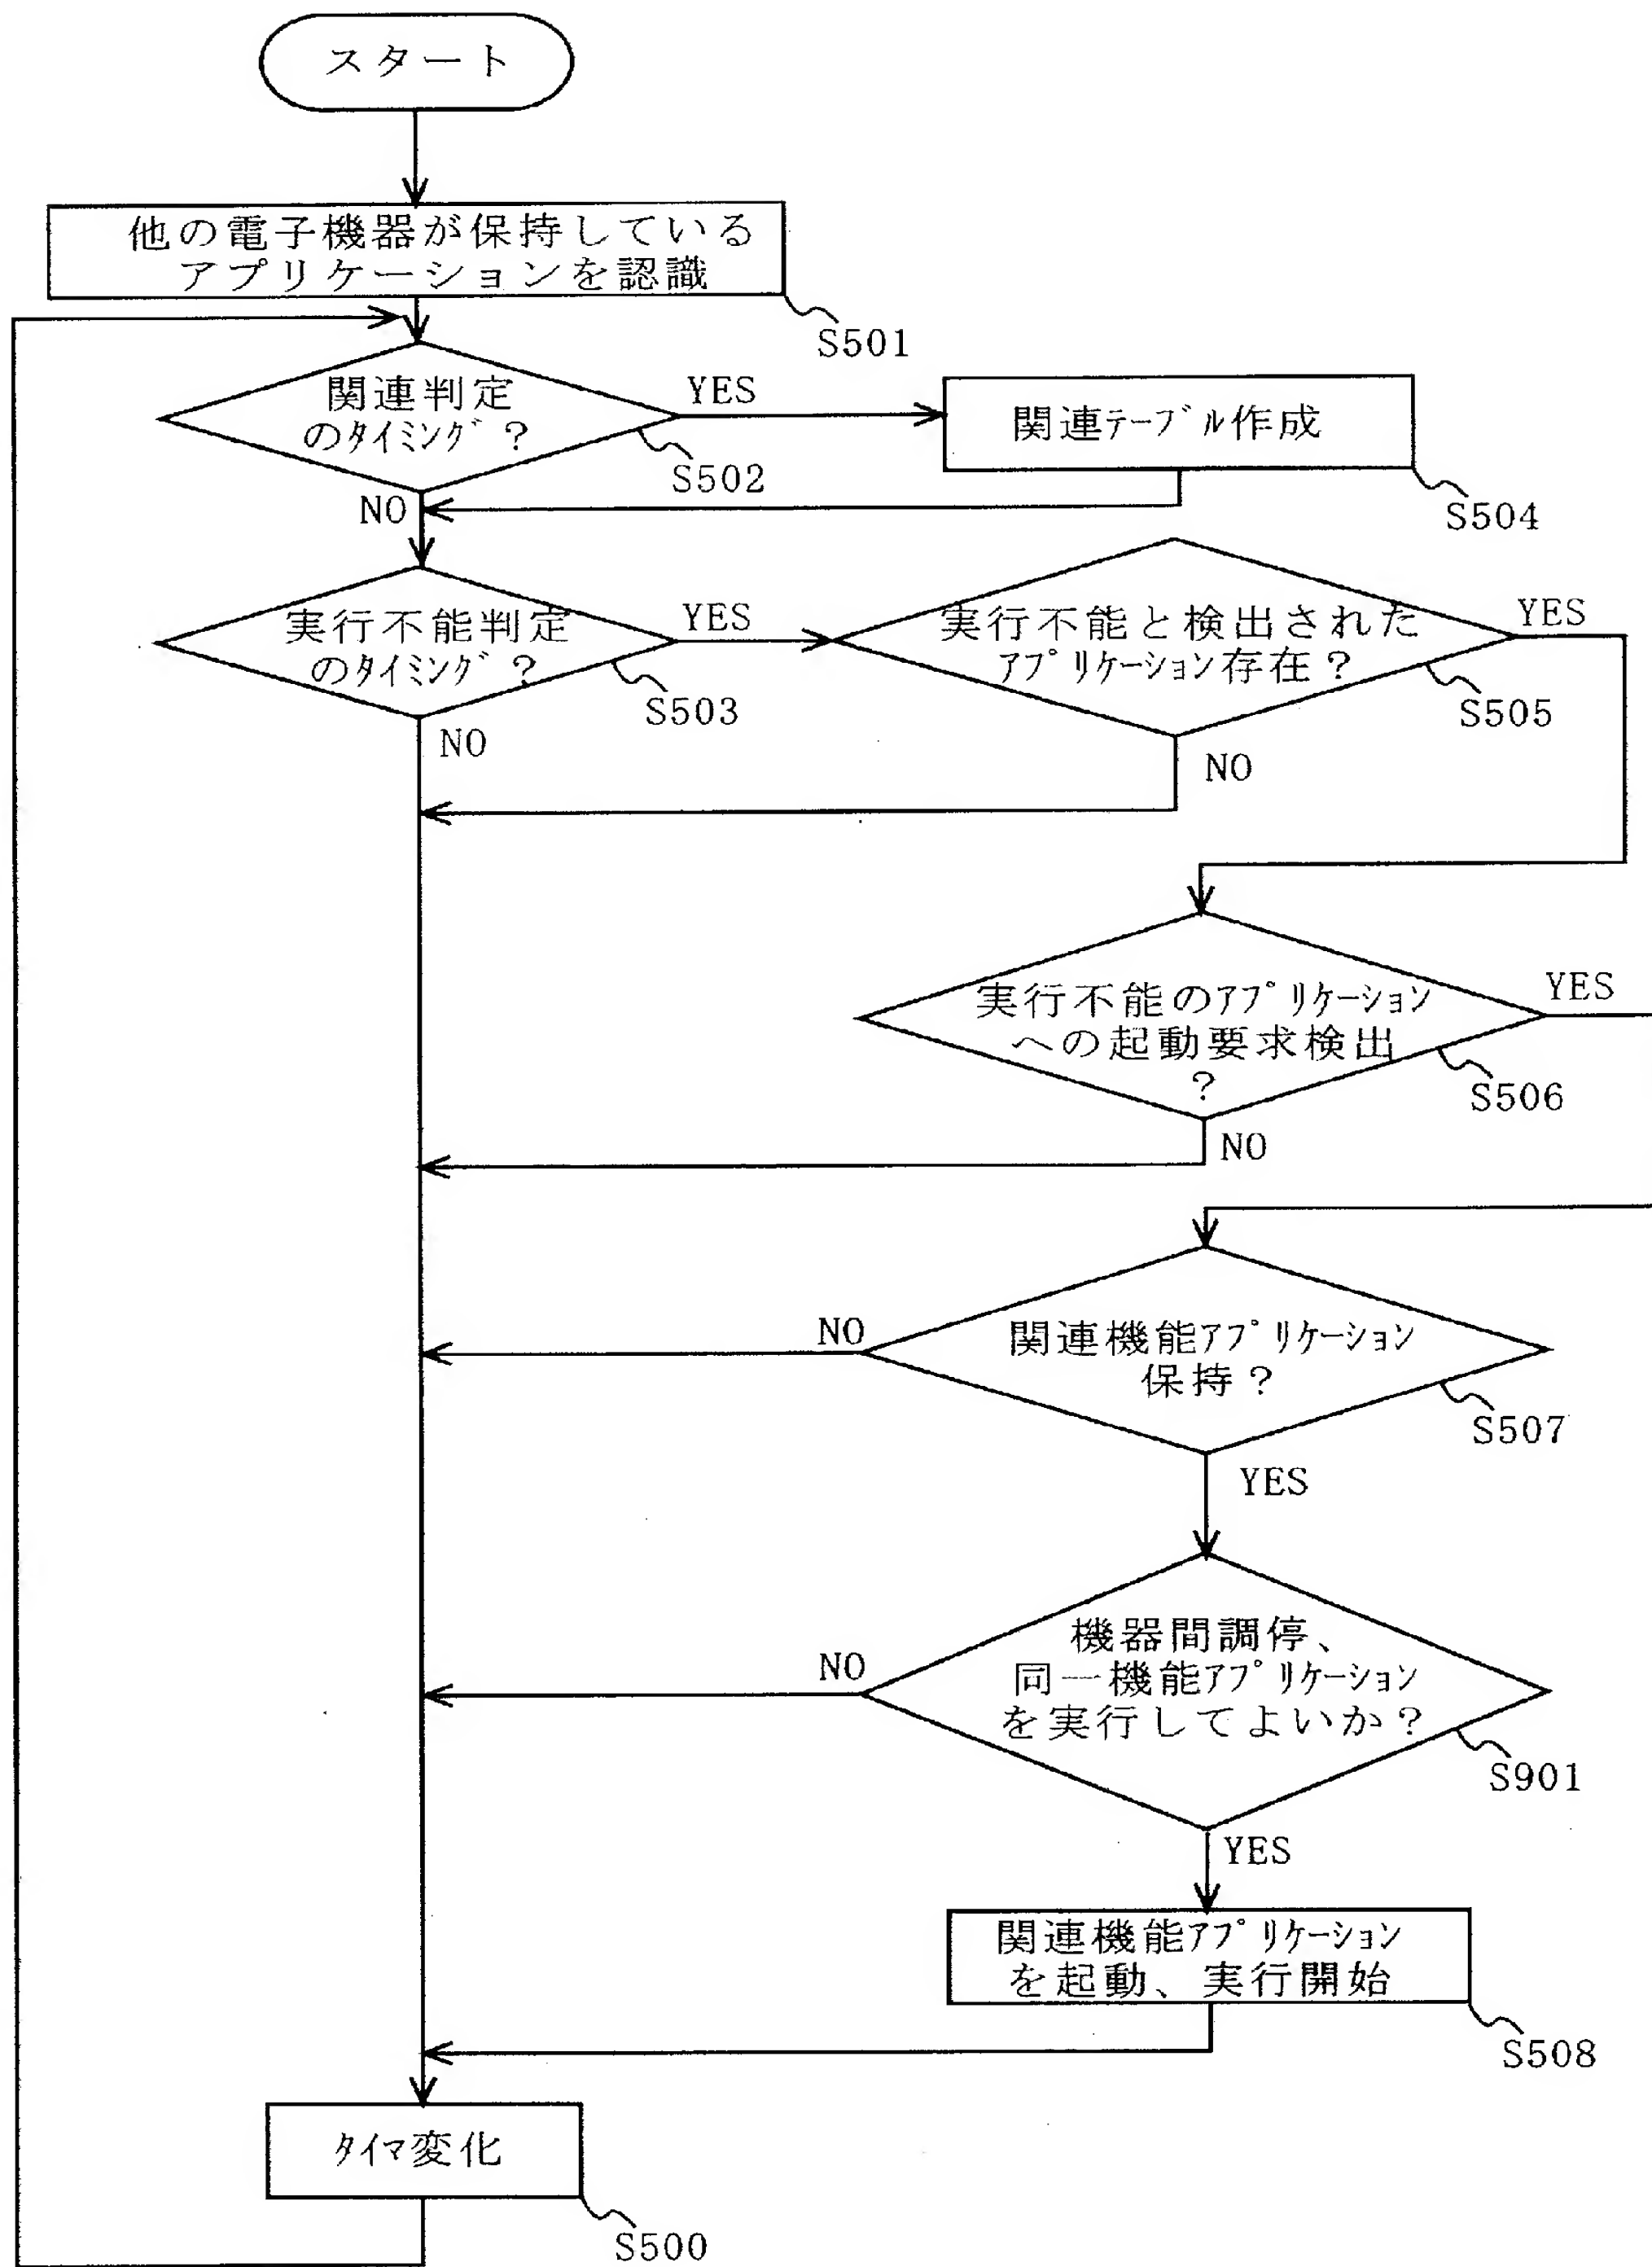 スタート
他の電子機器が保持している
アプリケーションを認識
S501
関連判定
のﾀｲﾐﾝｸﾞ？
YES
NO
S502
関連ﾃｰﾌﾞﾙ作成
S504
実行不能判定
のﾀｲﾐﾝｸﾞ？
YES
NO
S503
実行不能と検出された
ｱﾌﾟﾘｹｰｼｮﾝ存在？
YES
NO
S505
実行不能のｱﾌﾟﾘｹｰｼｮﾝ
への起動要求検出
？
YES
NO
S506
関連機能ｱﾌﾟﾘｹｰｼｮﾝ
保持？
NO
YES
S507
機器間調停、
同一機能ｱﾌﾟﾘｹｰｼｮﾝ
を実行してよいか？
NO
YES
S901
関連機能ｱﾌﾟﾘｹｰｼｮﾝ
を起動、実行開始
S508
ﾀｲﾏ変化
S500